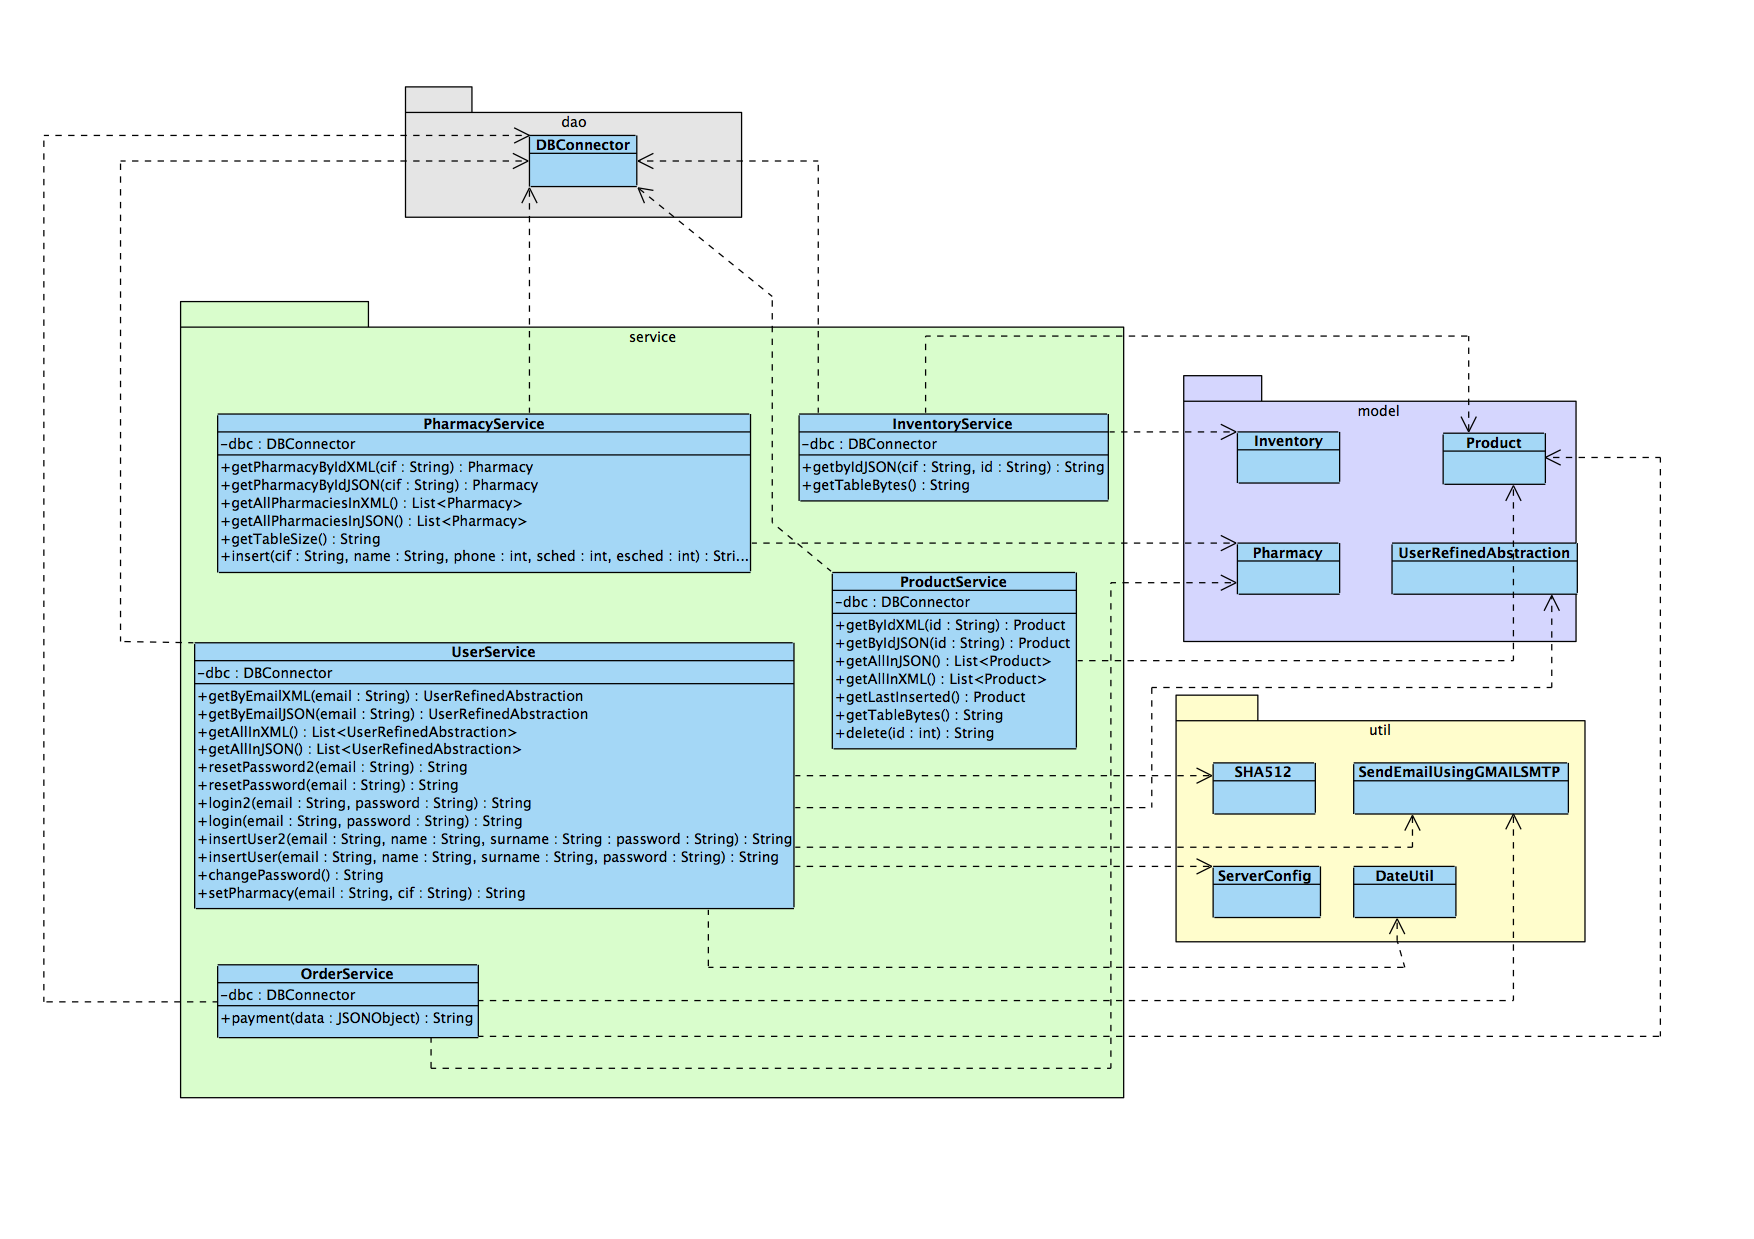 dao
DBConnector
service
PharmacyService
-dbc : DBConnector
+getPharmacyByIdXML(cif : String) : Pharmacy
+getPharmacyByIdJSON(cif : String) : Pharmacy
+getAllPharmaciesInXML() : List<Pharmacy>
+getAllPharmaciesInJSON() : List<Pharmacy>
+getTableSize() : String
+insert(cif : String, name : String, phone : int, sched : int, esched : int) : Stri...
InventoryService
-dbc : DBConnector
+getbyIdJSON(cif : String, id : String) : String
+getTableBytes() : String
ProductService
-dbc : DBConnector
+getByIdXML(id : String) : Product
+getByIdJSON(id : String) : Product
+getAllInJSON() : List<Product>
+getAllInXML() : List<Product>
+getLastInserted() : Product
+getTableBytes() : String
+delete(id : int) : String
UserService
-dbc : DBConnector
+getByEmailXML(email : String) : UserRefinedAbstraction
+getByEmailJSON(email : String) : UserRefinedAbstraction
+getAllInXML() : List<UserRefinedAbstraction>
+getAllInJSON() : List<UserRefinedAbstraction>
+resetPassword2(email : String) : String
+resetPassword(email : String) : String
+login2(email : String, password : String) : String
+login(email : String, password : String) : String
+insertUser2(email : String, name : String, surname : String : password : String) : String
+insertUser(email : String, name : String, surname : String, password : String) : String
+changePassword() : String
+setPharmacy(email : String, cif : String) : String
OrderService
-dbc : DBConnector
+payment(data : JSONObject) : String
model
Inventory
Product
Pharmacy
UserRefinedAbstraction
util
SHA512
SendEmailUsingGMAILSMTP
ServerConfig
DateUtil